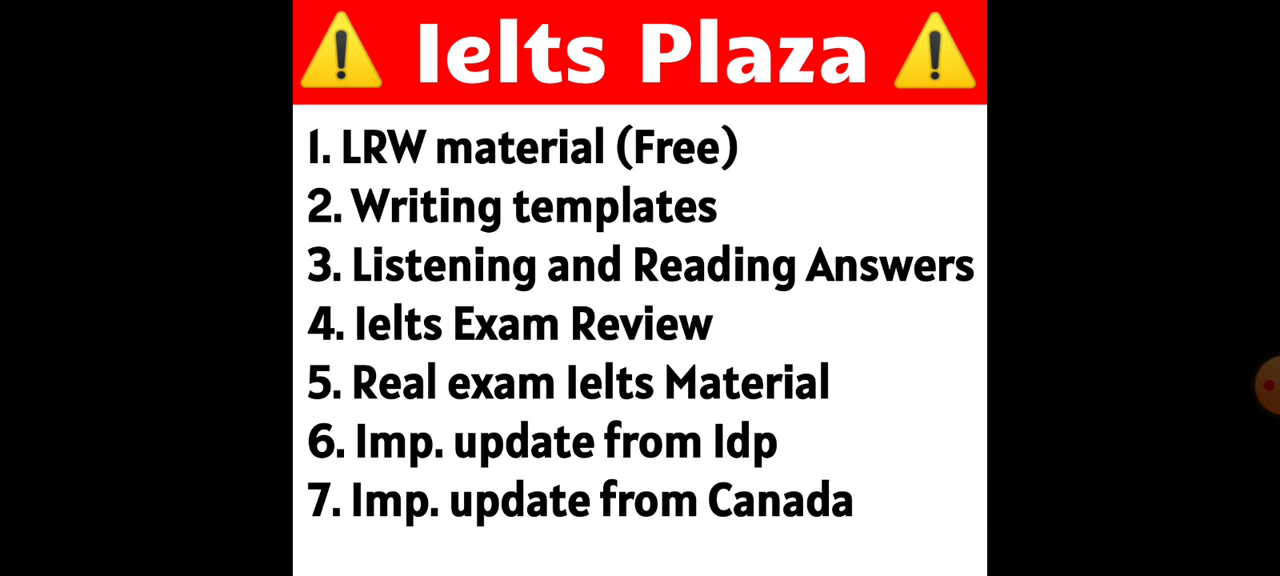 Ielts Plaza
1. LRW material (Free)
2. Writing templates
3. Listening and Reading Answers
4. Ielts Exam Review
5. Real exam Ielts Material
6. Imp. update from Idp
7. Imp. update from Canada